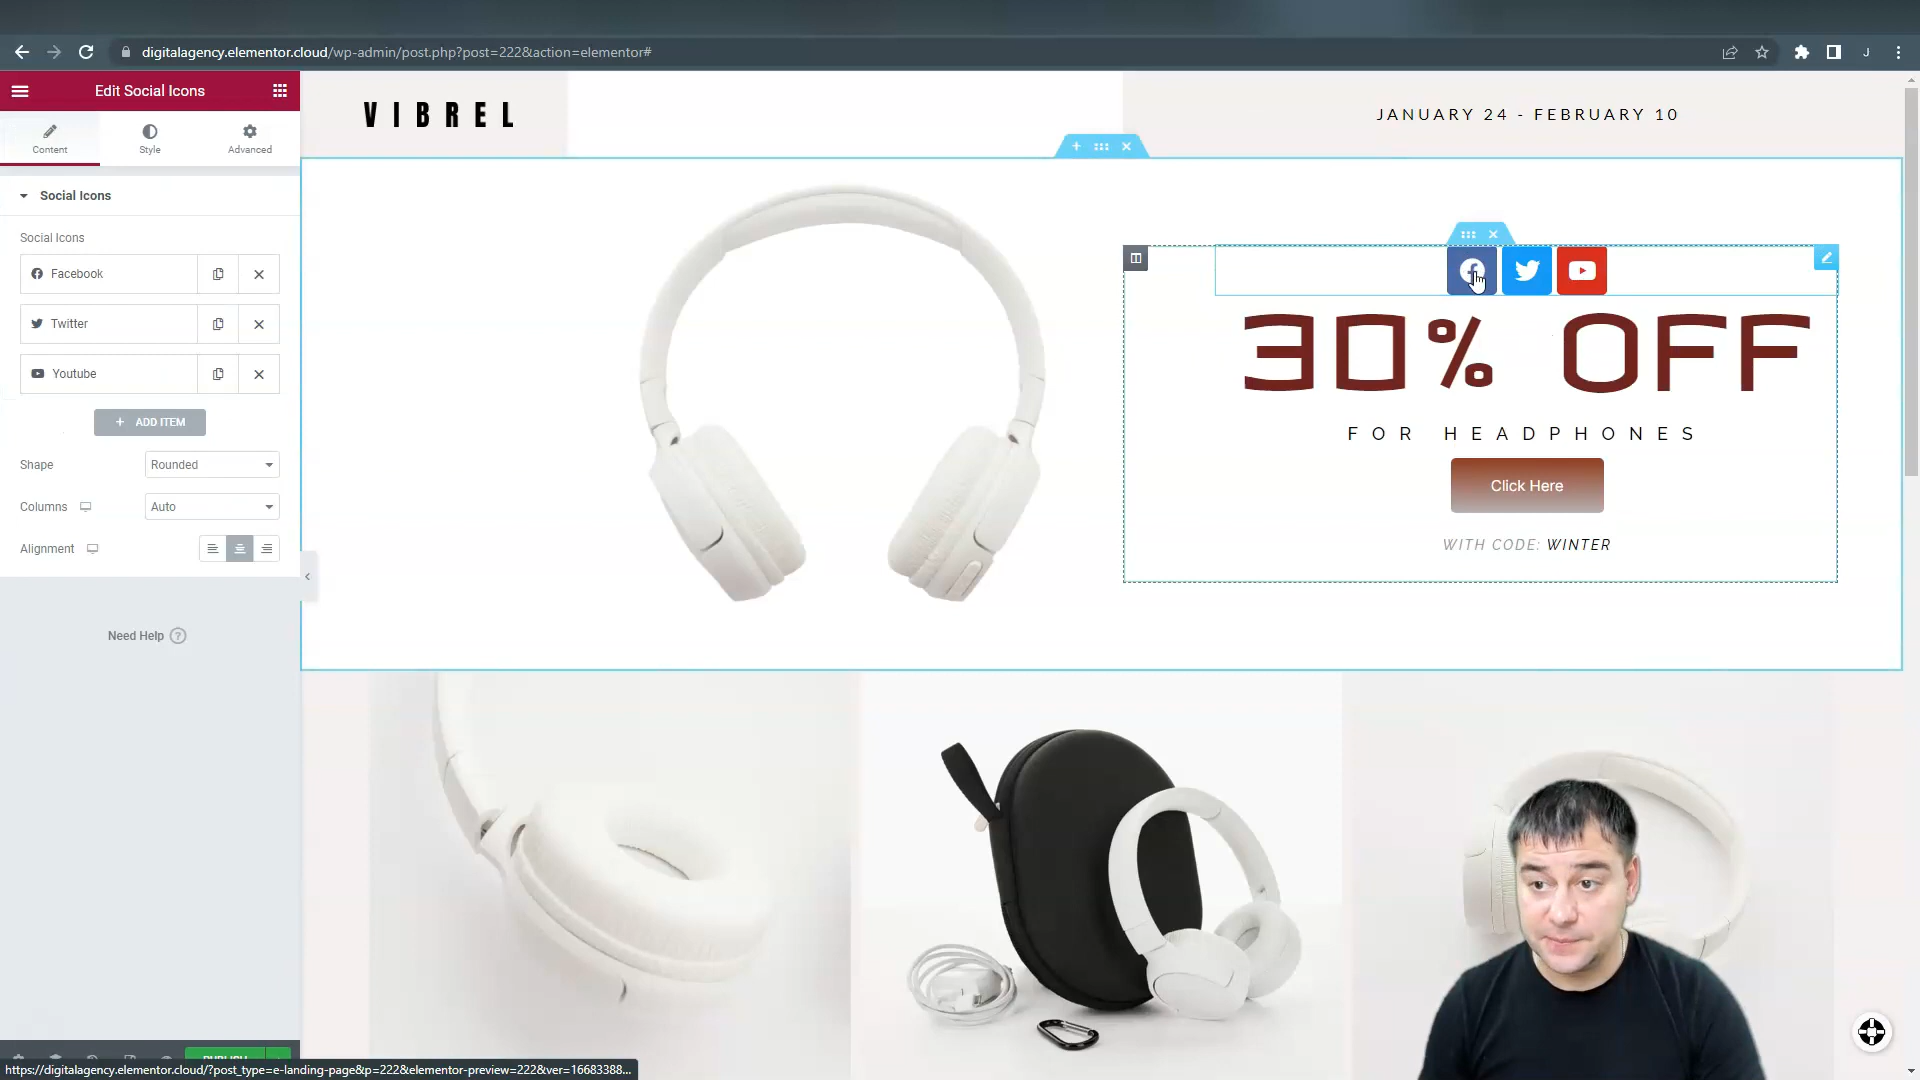 digitalagency.elementor.cloud/wp-admin/post.php?post=222&action=elementor#
J
Edit Social Icons
Content
Style
Advanced
Social Icons
Social Icons
Facebook
Twitter
Youtube
+ ADD ITEM
Shape
Rounded
Columns
Auto
Alignment
Need Help ?
PUBLISH
https://digitalagency.elementor.cloud/?post_type=e-landing-page&p=222&elementor-preview=222&ver=16683388...
VIBREL
JANUARY 24 - FEBRUARY 10
30% OFF
FOR HEADPHONES
Click Here
WITH CODE: WINTER